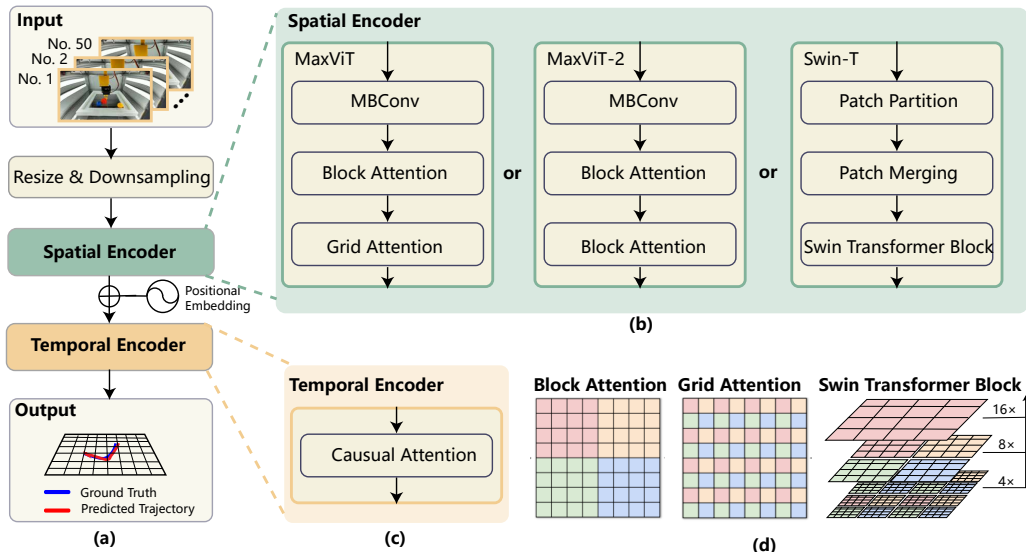 Input
No. 50
No. 2
No. 1
Resize & Downsampling
Spatial Encoder
Positional
Embedding
Temporal Encoder
Output
Ground Truth
Predicted Trajectory
(a)
Spatial Encoder
MaxViT
MBConv
Block Attention
Grid Attention
or
MaxViT-2
MBConv
Block Attention
Block Attention
or
Swin-T
Patch Partition
Patch Merging
Swin Transformer Block
(b)
Temporal Encoder
Causual Attention
(c)
Block Attention
Grid Attention
Swin Transformer Block
16×
8×
4×
(d)